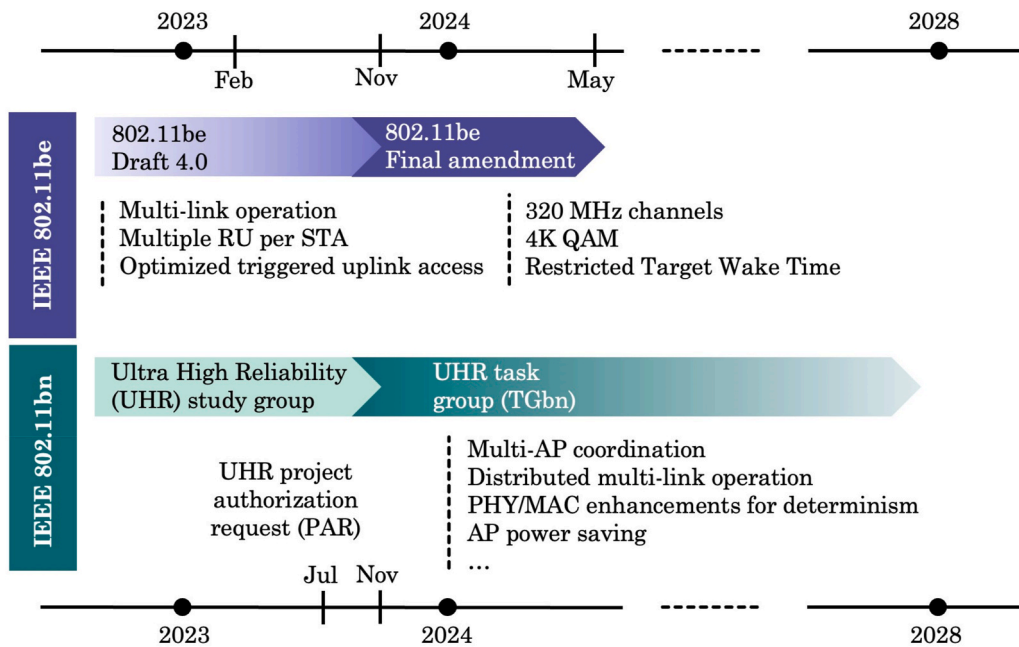 2023
2024
2028
Feb
Nov
May
IEEE 802.11be
802.11be
Draft 4.0
802.11be
Final amendment
Multi-link operation
Multiple RU per STA
Optimized triggered uplink access
320 MHz channels
4K QAM
Restricted Target Wake Time
IEEE 802.11bn
Ultra High Reliability
(UHR) study group
UHR task
group (TGbn)
UHR project
authorization
request (PAR)
Multi-AP coordination
Distributed multi-link operation
PHY/MAC enhancements for determinism
AP power saving
...
Jul
Nov
2023
2024
2028